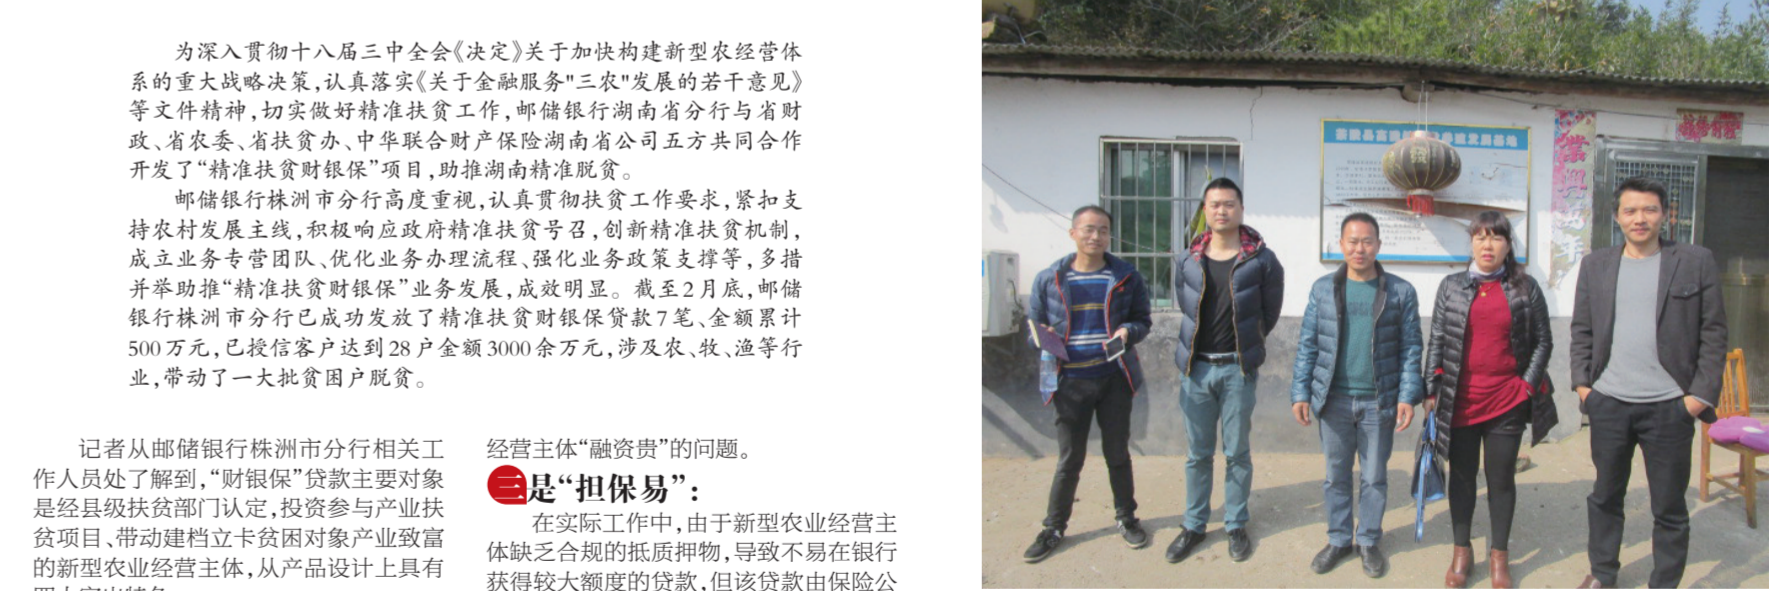 为深入贯彻十八届三中全会《决定》关于加快构建新型农经营体
系的重大战略决策,认真落实《关于金融服务"三农"发展的若干意见》
等文件精神,切实做好精准扶贫工作,邮储银行湖南省分行与省财
政、省农委、省扶贫办、中华联合财产保险湖南省公司五方共同合作
开发了“精准扶贫财银保”项目,助推湖南精准脱贫。
邮储银行株洲市分行高度重视,认真贯彻扶贫工作要求,紧扣支
持农村发展主线,积极响应政府精准扶贫号召,创新精准扶贫机制,
成立业务专营团队、优化业务办理流程、强化业务政策支撑等,多措
并举助推“精准扶贫财银保”业务发展,成效明显。截至2月底,邮储
银行株洲市分行已成功发放了精准扶贫财银保贷款7笔、金额累计
500万元,已授信客户达到28户金额3000余万元,涉及农、牧、渔等行
业,带动了一大批贫困户脱贫。
记者从邮储银行株洲市分行相关工
作人员处了解到,“财银保”贷款主要对象
是经县级扶贫部门认定,投资参与产业扶
贫项目、带动建档立卡贫困对象产业致富
的新型农业经营主体,从产品设计上具有
经营主体“融资贵”的问题。
三是“担保易”:
在实际工作中,由于新型农业经营主
体缺乏合规的抵质押物,导致不易在银行
获得较大额度的贷款,但该贷款由保险公